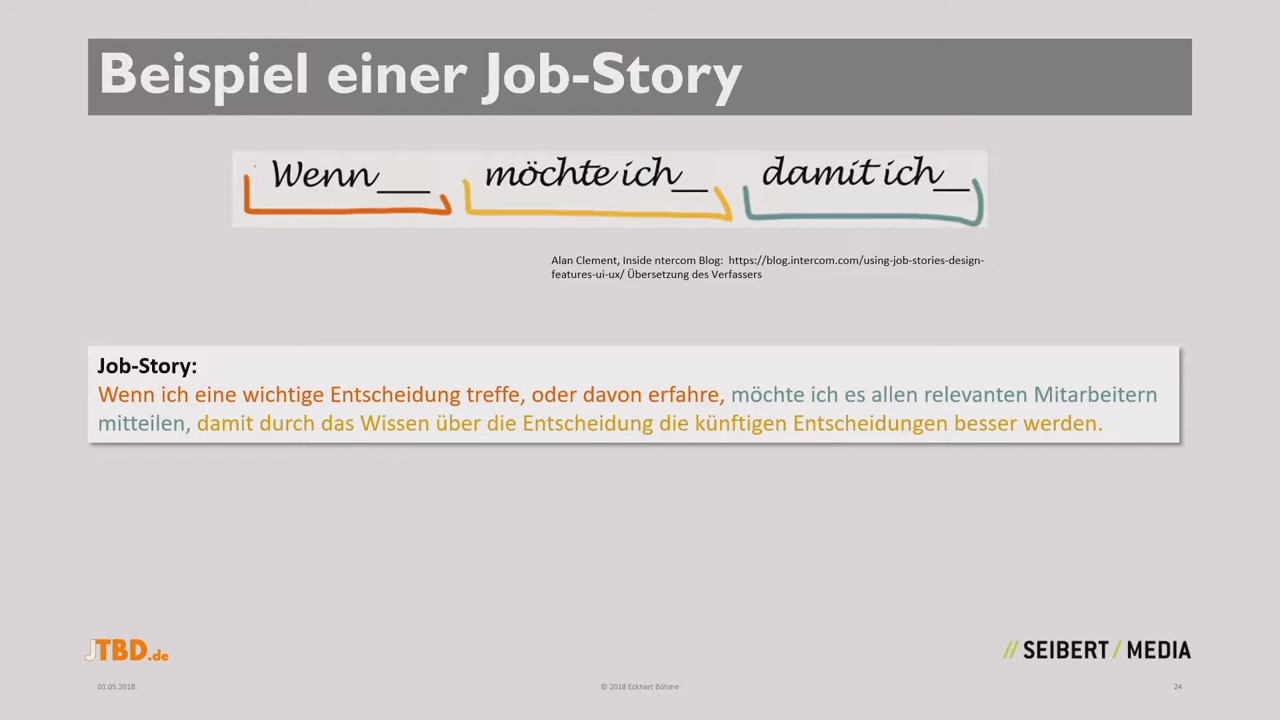 Beispiel einer Job-Story
Wenn___ möchte ich__ damit ich__
Alan Clement, Inside ntercom Blog: https://blog.intercom.com/using-job-stories-design-
features-ui-ux/ Übersetzung des Verfassers
Job-Story:
Wenn ich eine wichtige Entscheidung treffe, oder davon erfahre, möchte ich es allen relevanten Mitarbeitern
mitteilen, damit durch das Wissen über die Entscheidung die künftigen Entscheidungen besser werden.
JTBD.de
// SEIBERT / MEDIA
03.05.2018
© 2018 Eckhart Böhme
24